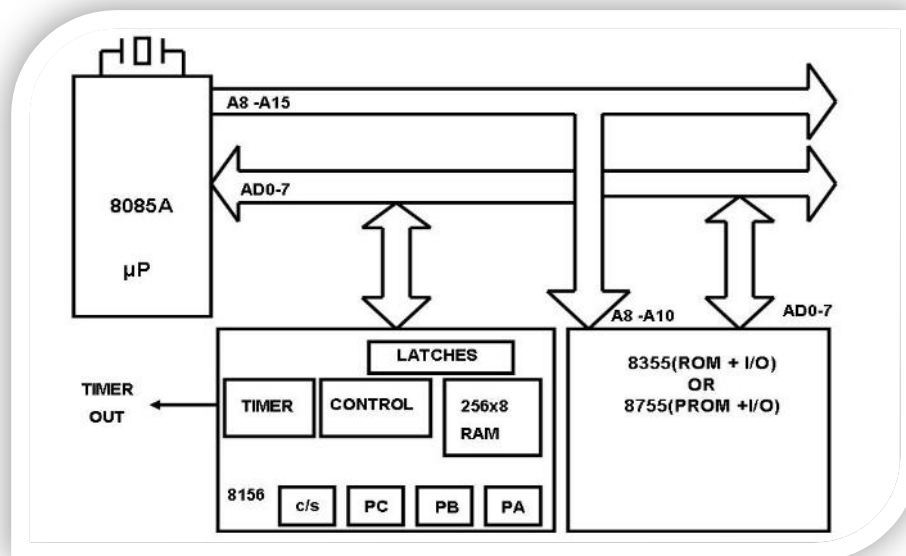 A8 -A15
AD0-7
8085A
µP
A8 -A10
AD0-7
LATCHES
TIMER
OUT
TIMER
CONTROL
256x8
RAM
8156
c/s
PC
PB
PA
8355(ROM + I/O)
OR
8755(PROM +I/O)